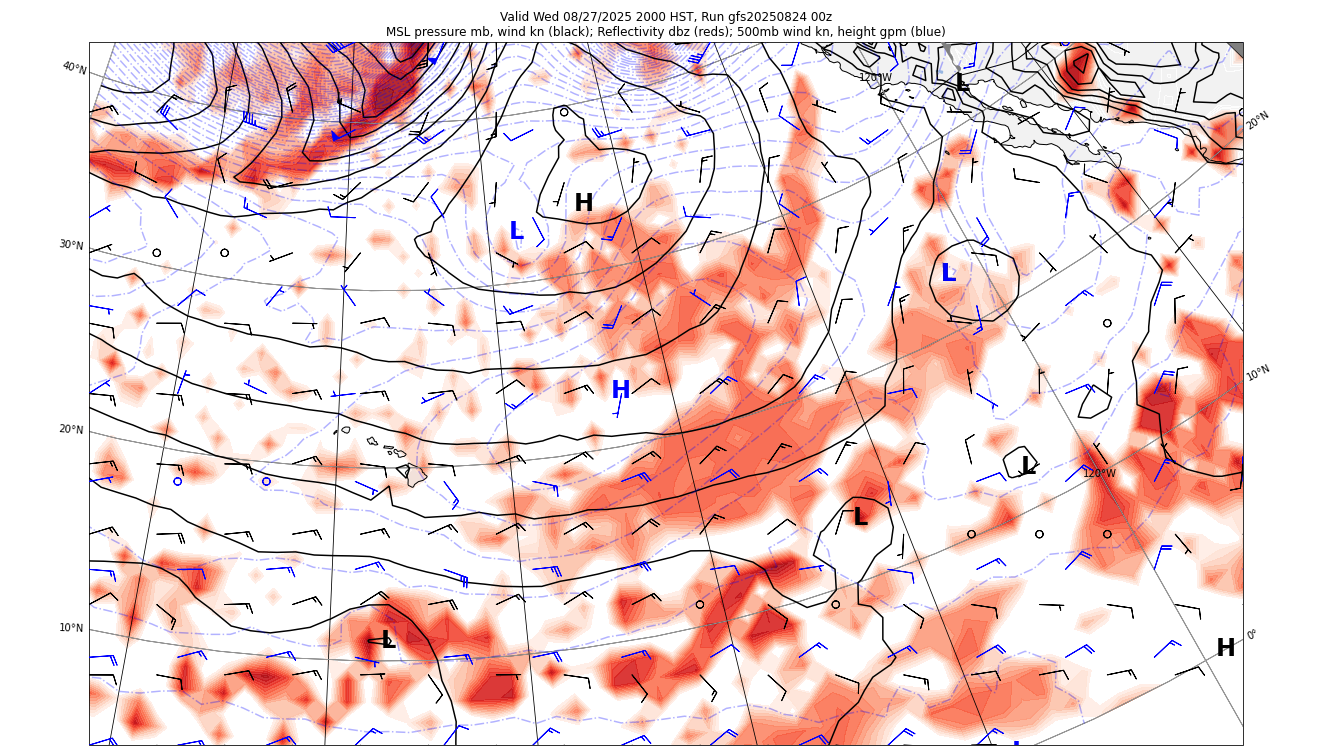 Valid Wed 08/27/2025 2000 HST, Run gfs20250824 00z
MSL pressure mb, wind kn (black); Reflectivity dbz (reds); 500mb wind kn, height gpm (blue)
40°N
120°W
L
20°N
H
L
30°N
L
10°N
H
20°N
L
120°W
L
10°N
L
0°
H